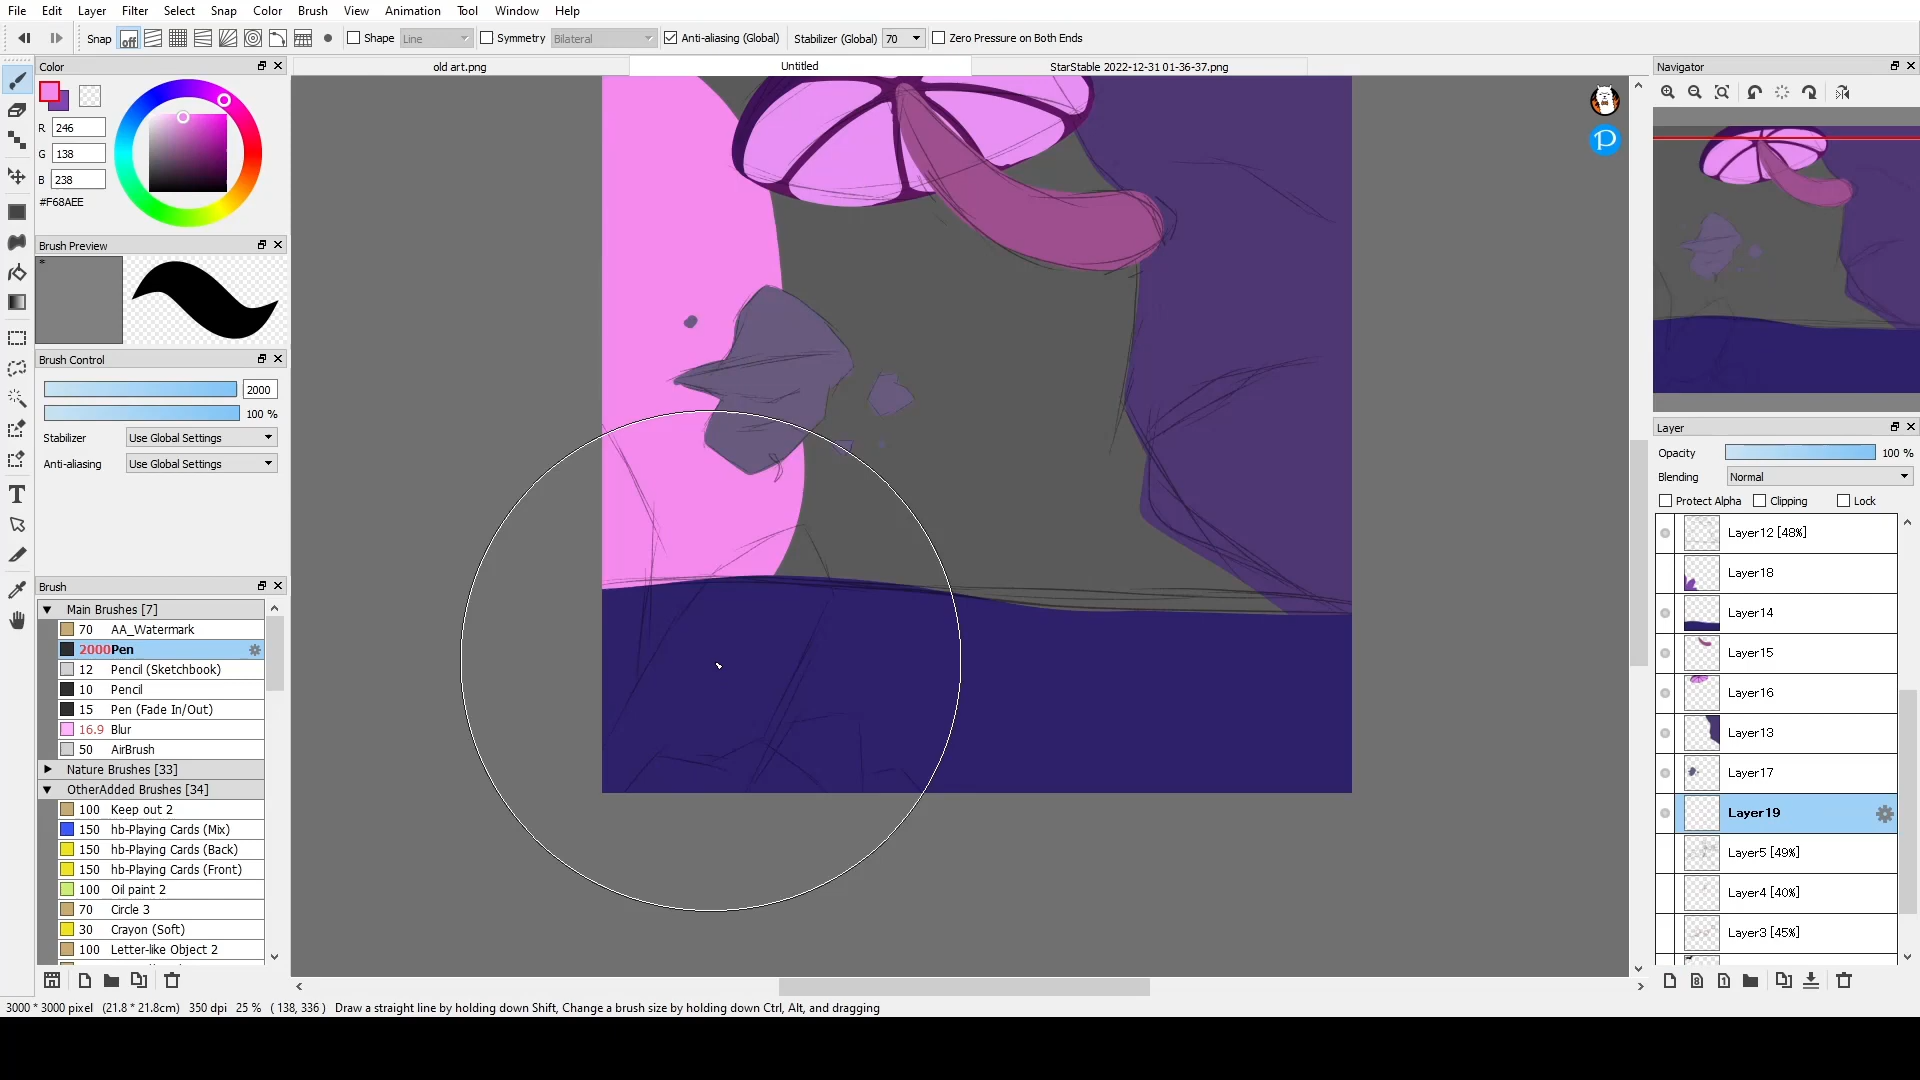 File Edit Layer Filter Select Snap Color Brush View Animation Tool Window Help
Snap off Shape Line Symmetry Bilateral Anti-aliasing (Global) Stabilizer (Global) 70 Zero Pressure on Both Ends
Color
old art.png Untitled StarStable 2022-12-31 01-36-37.png
Navigator
R 246
G 138
B 238
#F68AEE
Brush Preview
*
Brush Control
2000
100 %
Stabilizer Use Global Settings
Anti-aliasing Use Global Settings
Brush
Main Brushes [7]
70 AA_Watermark
2000 Pen
12 Pencil (Sketchbook)
10 Pencil
15 Pen (Fade In/Out)
16.9 Blur
50 AirBrush
Nature Brushes [33]
OtherAdded Brushes [34]
100 Keep out 2
150 hb-Playing Cards (Mix)
150 hb-Playing Cards (Back)
150 hb-Playing Cards (Front)
100 Oil paint 2
70 Circle 3
30 Crayon (Soft)
100 Letter-like Object 2
Layer
Opacity 100 %
Blending Normal
Protect Alpha Clipping Lock
Layer12 [48%]
Layer18
Layer14
Layer15
Layer16
Layer13
Layer17
Layer19
Layer5 [49%]
Layer4 [40%]
Layer3 [45%]
3000 * 3000 pixel (21.8 * 21.8cm) 350 dpi 25 % ( 138, 336 ) Draw a straight line by holding down Shift, Change a brush size by holding down Ctrl, Alt, and dragging